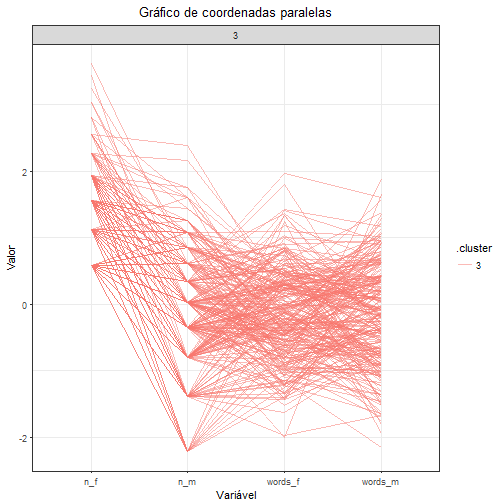 Gráfico de coordenadas paralelas
3
Valor
2
0
-2
n_f
n_m
words_f
words_m
Variável
.cluster
3